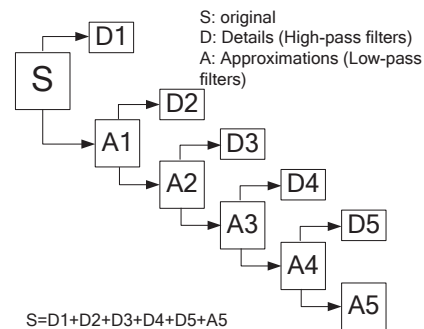 S: original
D: Details (High-pass filters)
A: Approximations (Low-pass
filters)
D1
S
D2
A1
D3
A2
D4
A3
D5
A4
A5
S=D1+D2+D3+D4+D5+A5